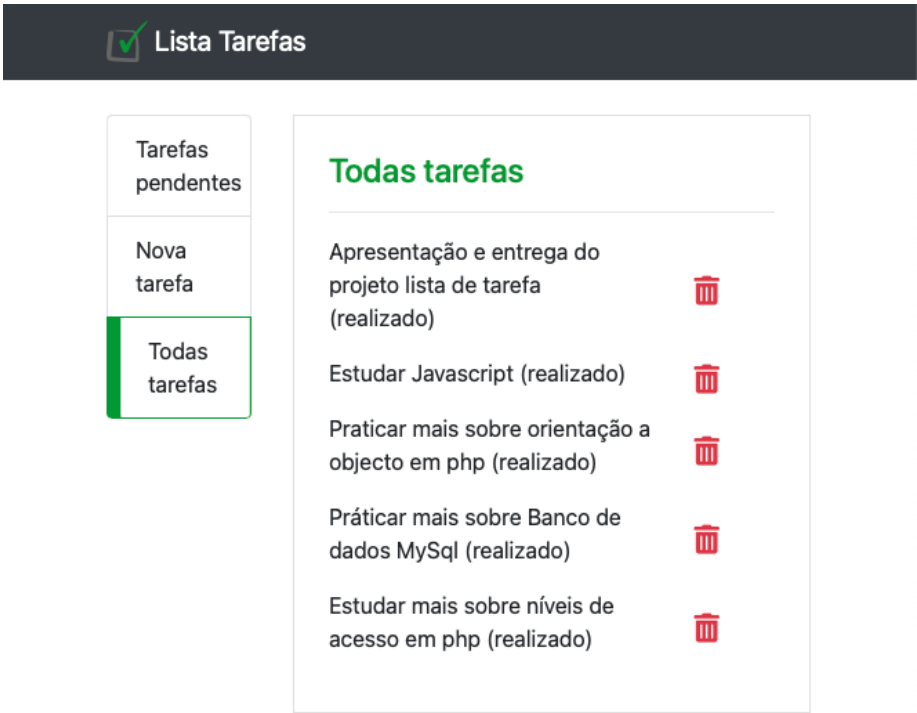 Lista Tarefas
Tarefas
pendentes
Nova
tarefa
Todas
tarefas
Todas tarefas
Apresentação e entrega do
projeto lista de tarefa
(realizado)
Estudar Javascript (realizado)
Praticar mais sobre orientação a
objecto em php (realizado)
Práticar mais sobre Banco de
dados MySql (realizado)
Estudar mais sobre níveis de
acesso em php (realizado)